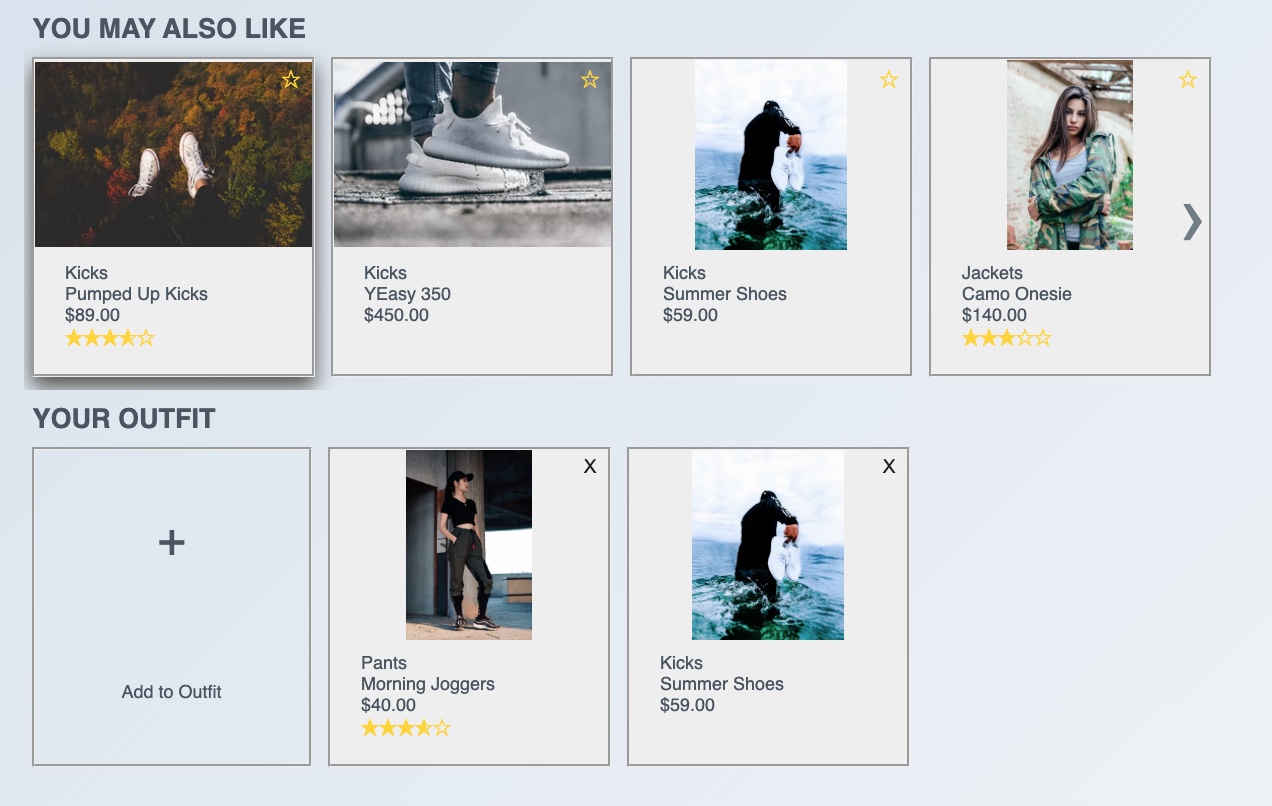 YOU MAY ALSO LIKE
Kicks
Pumped Up Kicks
$89.00
Kicks
YEasy 350
$450.00
Kicks
Summer Shoes
$59.00
Jackets
Camo Onesie
$140.00
YOUR OUTFIT
+
Add to Outfit
X
Pants
Morning Joggers
$40.00
X
Kicks
Summer Shoes
$59.00